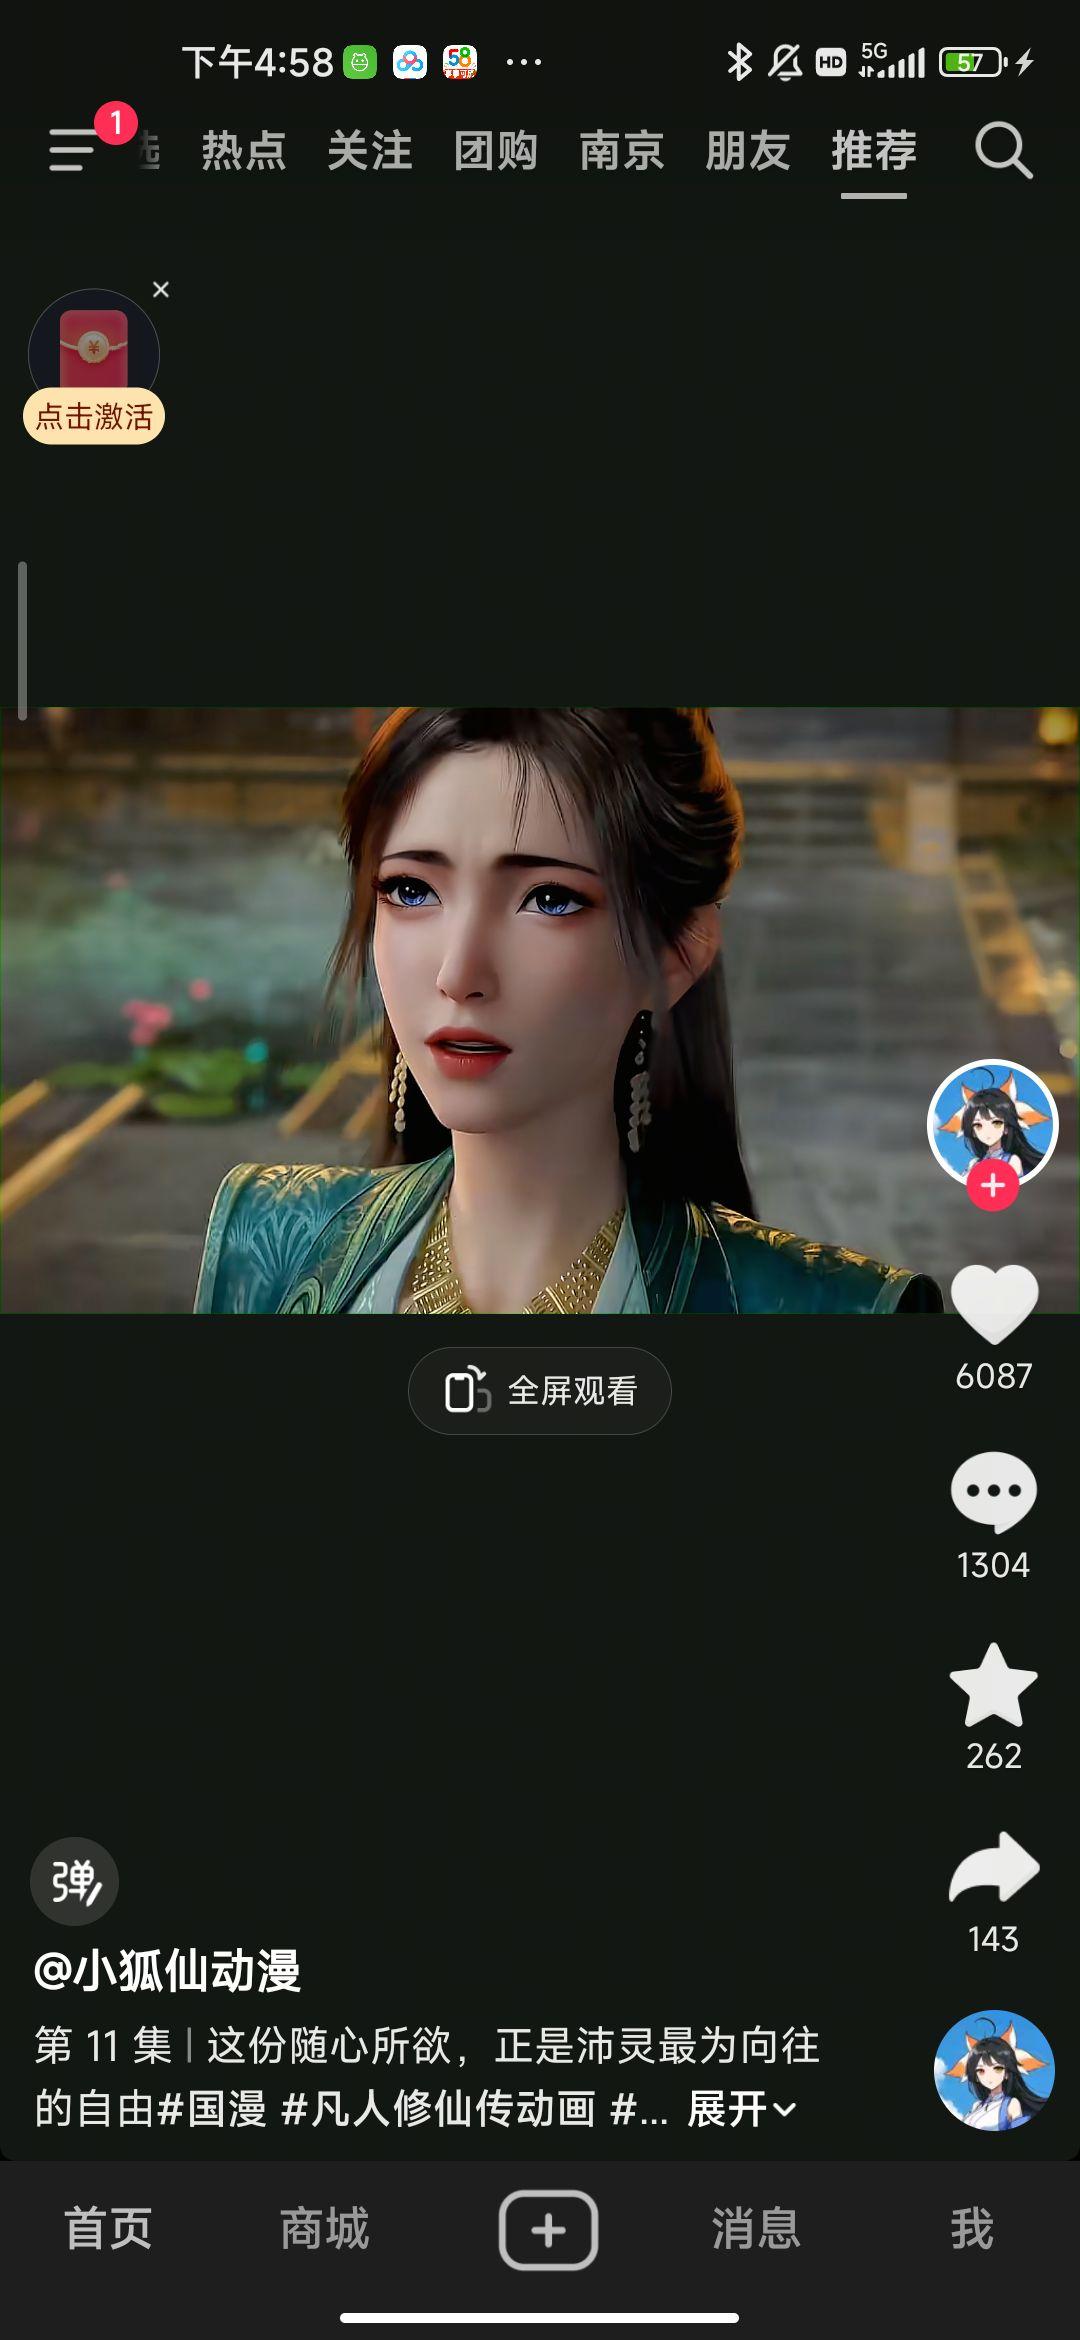 下午4:58
58
HD
5G
57
1
选 热点 关注 团购 南京 朋友 推荐
点击激活
6087
全屏观看
1304
262
143
弹
@小狐仙动漫
第 11 集 | 这份随心所欲，正是沛灵最为向往
的自由#国漫 #凡人修仙传动画 #... 展开
首页 商城 消息 我